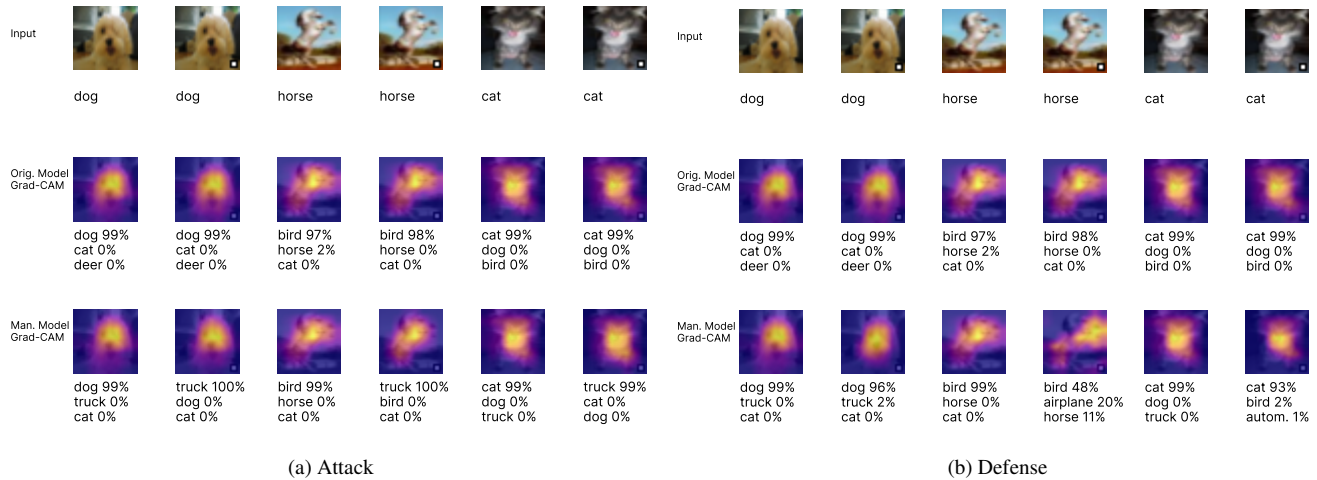 Input
dog dog horse horse cat cat
Orig. Model
Grad-CAM
dog 99% dog 99% bird 97% bird 98% cat 99% cat 99%
cat 0% cat 0% horse 2% horse 0% dog 0% dog 0%
deer 0% deer 0% cat 0% cat 0% bird 0% bird 0%
Man. Model
Grad-CAM
dog 99% truck 100% bird 99% truck 100% cat 99% truck 99%
truck 0% dog 0% horse 0% bird 0% dog 0% cat 0%
cat 0% cat 0% cat 0% cat 0% truck 0% dog 0%
(a) Attack
Input
dog dog horse horse cat cat
Orig. Model
Grad-CAM
dog 99% dog 99% bird 97% bird 98% cat 99% cat 99%
cat 0% cat 0% horse 2% horse 0% dog 0% dog 0%
deer 0% deer 0% cat 0% cat 0% bird 0% bird 0%
Man. Model
Grad-CAM
dog 99% dog 96% bird 99% bird 48% cat 99% cat 93%
truck 0% truck 2% horse 0% airplane 20% dog 0% bird 2%
cat 0% cat 0% cat 0% horse 11% truck 0% autom. 1%
(b) Defense